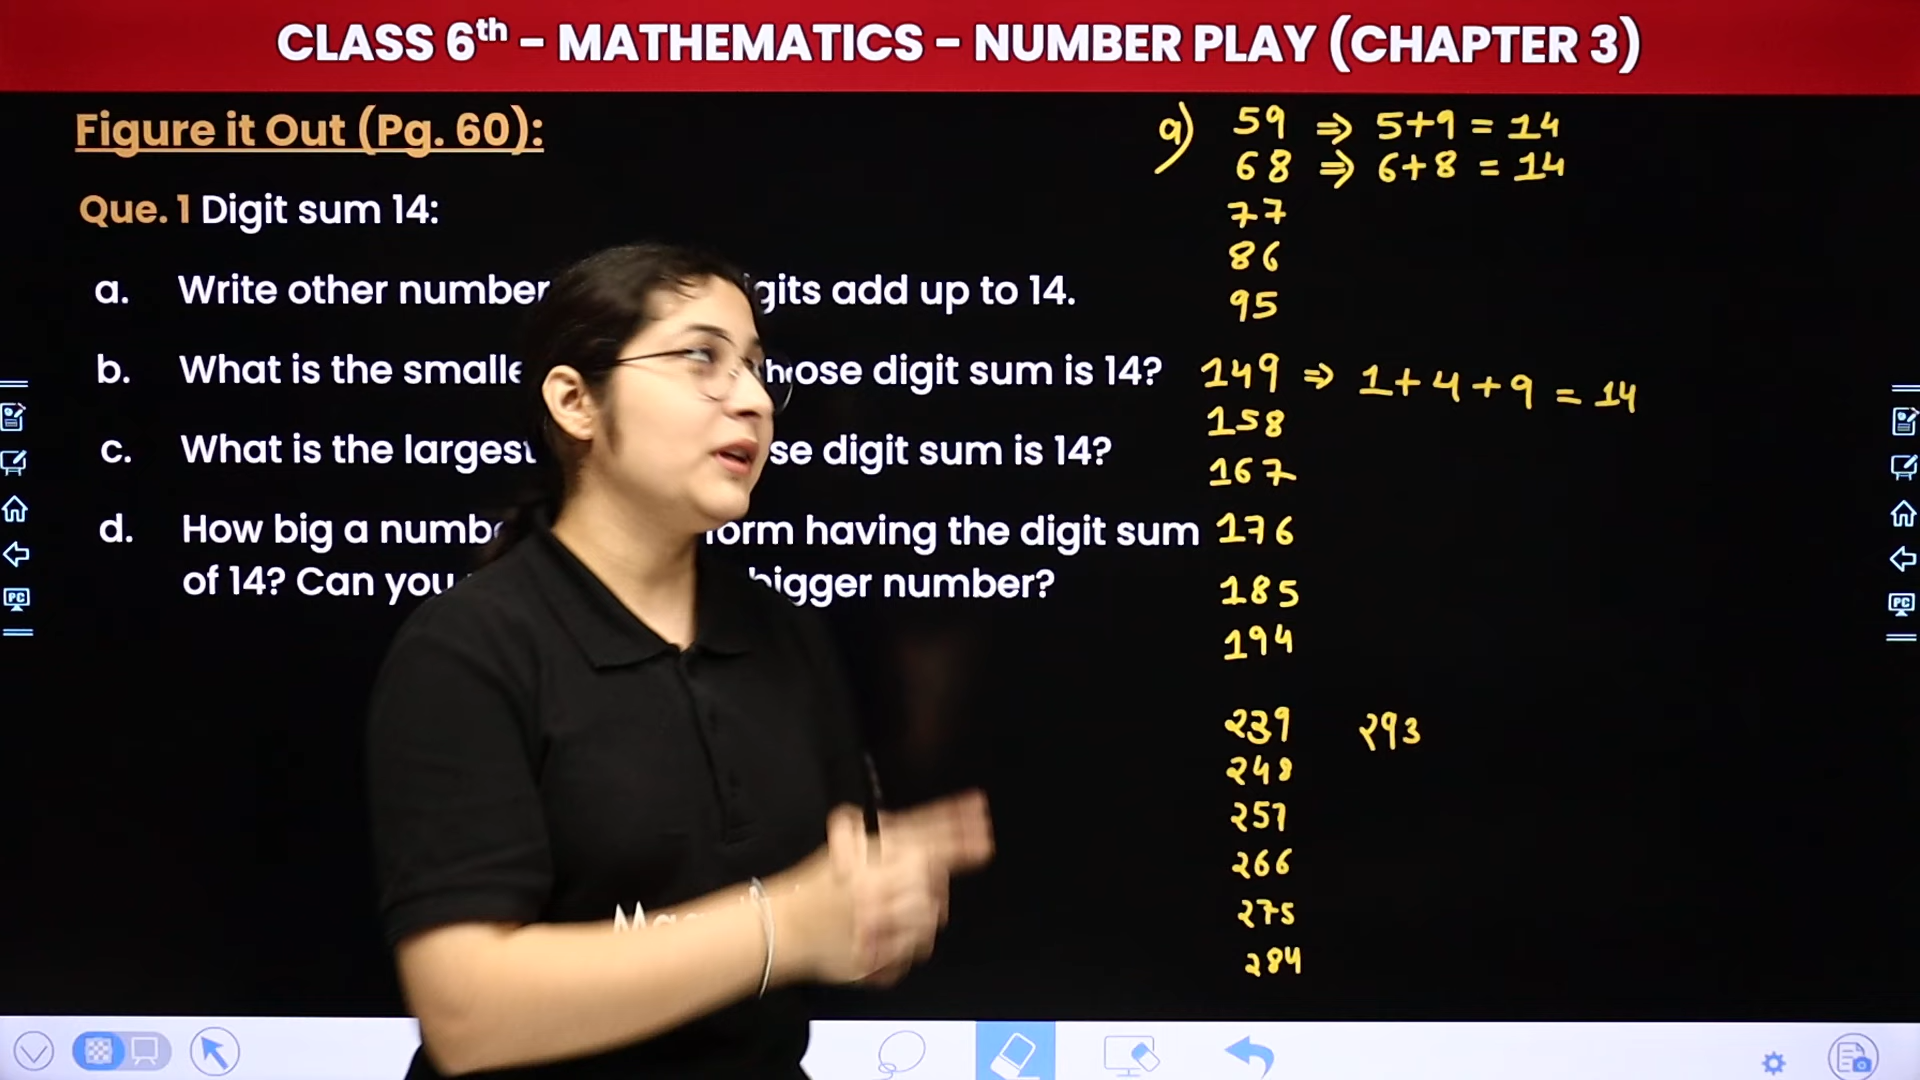 CLASS 6th - MATHEMATICS - NUMBER PLAY (CHAPTER 3)
Figure it Out (Pg. 60):
Que. 1 Digit sum 14:
a. Write other number gits add up to 14.
b. What is the smalle hose digit sum is 14?
c. What is the largest se digit sum is 14?
d. How big a numbe form having the digit sum
of 14? Can you bigger number?
a) 59 ⇒ 5+9 = 14
68 ⇒ 6+8 = 14
77
86
95
149 ⇒ 1+4+9 = 14
158
167
176
185
194
239 293
248
257
266
275
284
PC
PC